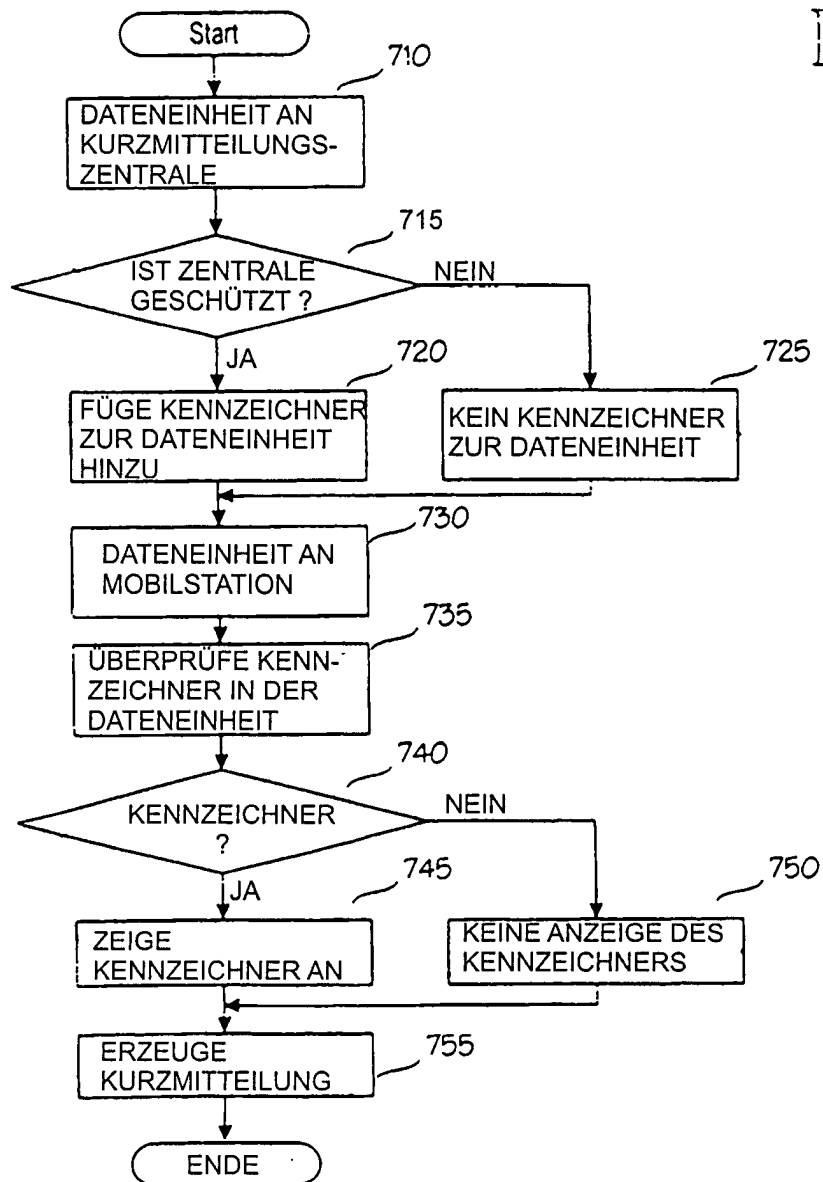 Start
710
DATENEINHEIT AN
KURZMITTEILUNGS-
ZENTRALE
715
IST ZENTRALE
GESCHÜTZT ?
NEIN
JA
720
FÜGE KENNZEICHNER
ZUR DATENEINHEIT
HINZU
725
KEIN KENNZEICHNER
ZUR DATENEINHEIT
730
DATENEINHEIT AN
MOBILSTATION
735
ÜBERPRÜFE KENN-
ZEICHNER IN DER
DATENEINHEIT
740
KENNZEICHNER
?
NEIN
JA
745
ZEIGE
KENNZEICHNER AN
750
KEINE ANZEIGE DES
KENNZEICHNERS
755
ERZEUGE
KURZMITTEILUNG
ENDE